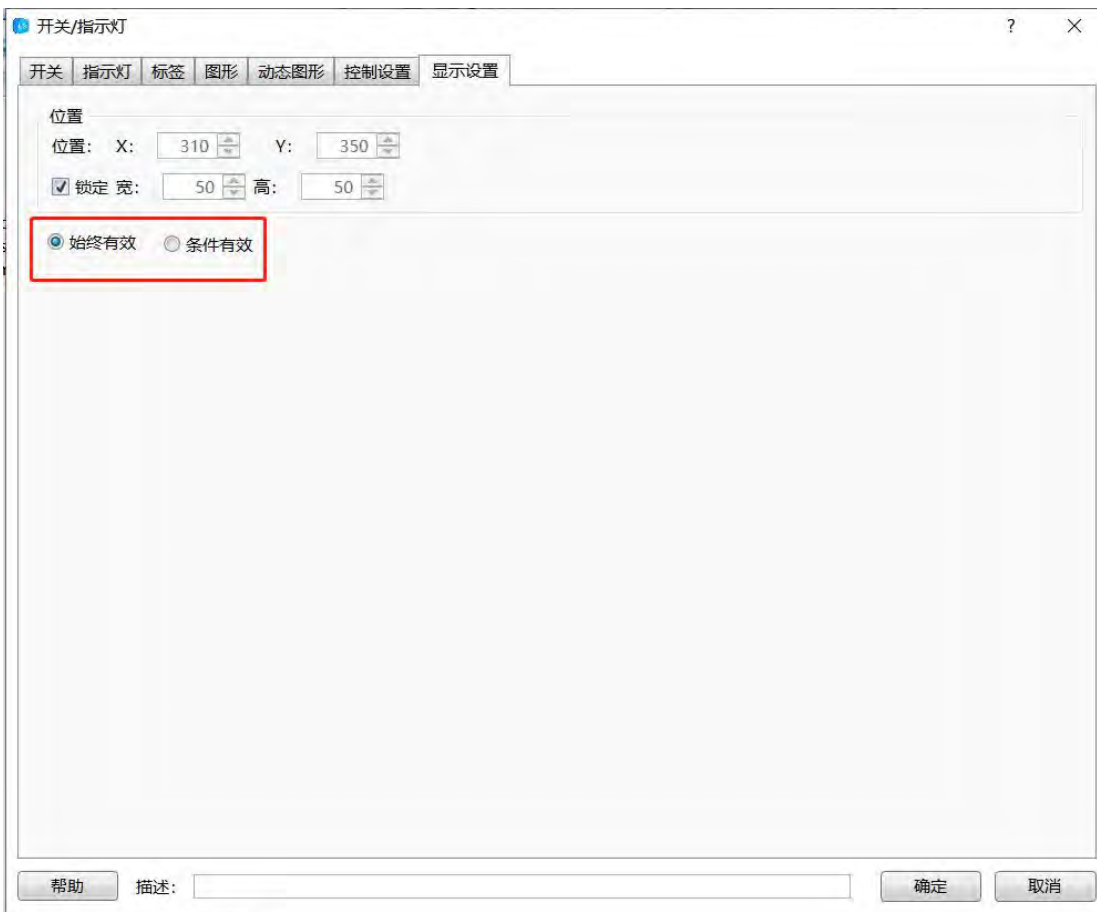 开关/指示灯 ?
开关 指示灯 标签 图形 动态图形 控制设置 显示设置
位置
位置: X: 310 Y: 350
锁定 宽: 50 高: 50
始终有效 条件有效
帮助 描述: 确定 取消